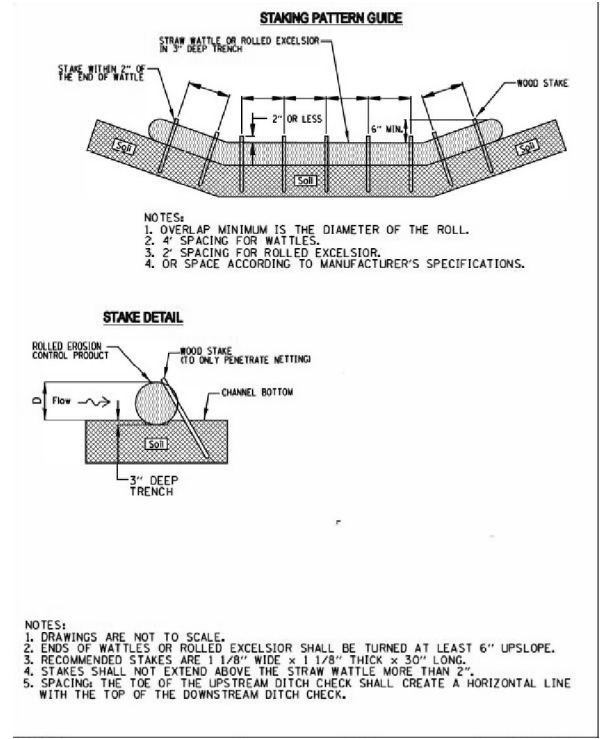 STAKING PATTERN GUIDE
STRAW WATTLE OR ROLLED EXCELSIOR
IN 3" DEEP TRENCH
STAKE WITHIN 2" OF
THE END OF WATTLE
WOOD STAKE
2" OR LESS
6" MIN.
Soil
Soil
Soil
NOTES:
1. OVERLAP MINIMUM IS THE DIAMETER OF THE ROLL.
2. 4' SPACING FOR WATTLES.
3. 2' SPACING FOR ROLLED EXCELSIOR.
4. OR SPACE ACCORDING TO MANUFACTURER'S SPECIFICATIONS.
STAKE DETAIL
ROLLED EROSION
CONTROL PRODUCT
WOOD STAKE
(TO ONLY PENETRATE NETTING)
CHANNEL BOTTOM
D
Flow
Soil
3" DEEP
TRENCH
NOTES:
1. DRAWINGS ARE NOT TO SCALE.
2. ENDS OF WATTLES OR ROLLED EXCELSIOR SHALL BE TURNED AT LEAST 6" UPSLOPE.
3. RECOMMENDED STAKES ARE 1 1/8" WIDE x 1 1/8" THICK x 30" LONG.
4. STAKES SHALL NOT EXTEND ABOVE THE STRAW WATTLE MORE THAN 2".
5. SPACING: THE TOE OF THE UPSTREAM DITCH CHECK SHALL CREATE A HORIZONTAL LINE
WITH THE TOP OF THE DOWNSTREAM DITCH CHECK.